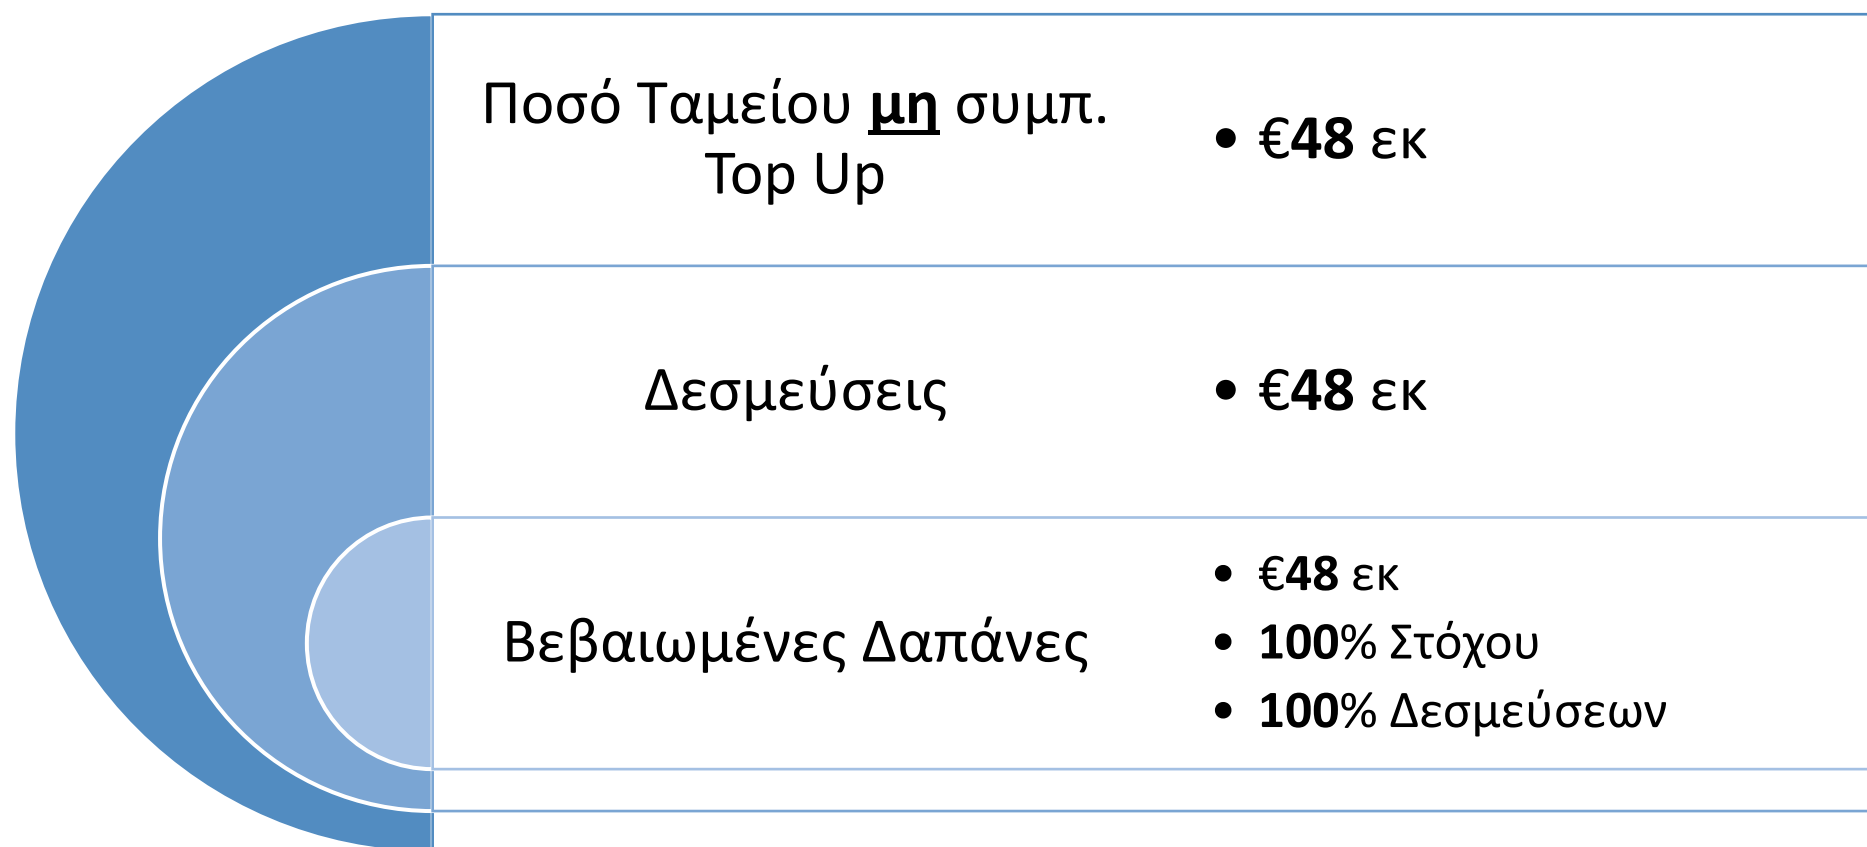 Ποσό Ταμείου μη συμπ.
Top Up
• €48 εκ
Δεσμεύσεις
• €48 εκ
Βεβαιωμένες Δαπάνες
• €48 εκ
• 100% Στόχου
• 100% Δεσμεύσεων